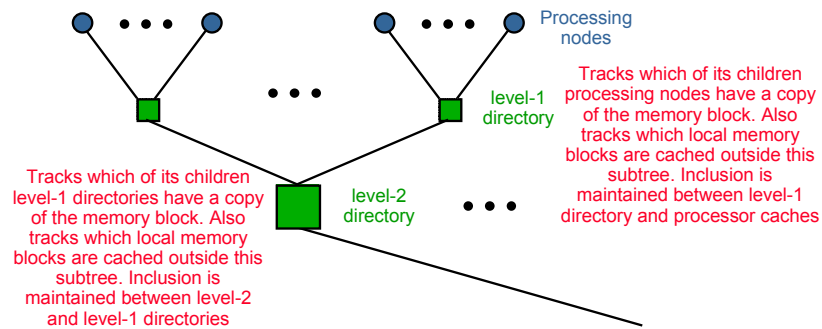 Processing
nodes
Tracks which of its children
processing nodes have a copy
of the memory block. Also
tracks which local memory
blocks are cached outside this
subtree. Inclusion is
maintained between level-1
directory and processor caches
level-1
directory
Tracks which of its children
level-1 directories have a copy
of the memory block. Also
tracks which local memory
blocks are cached outside this
subtree. Inclusion is
maintained between level-2
and level-1 directories
level-2
directory